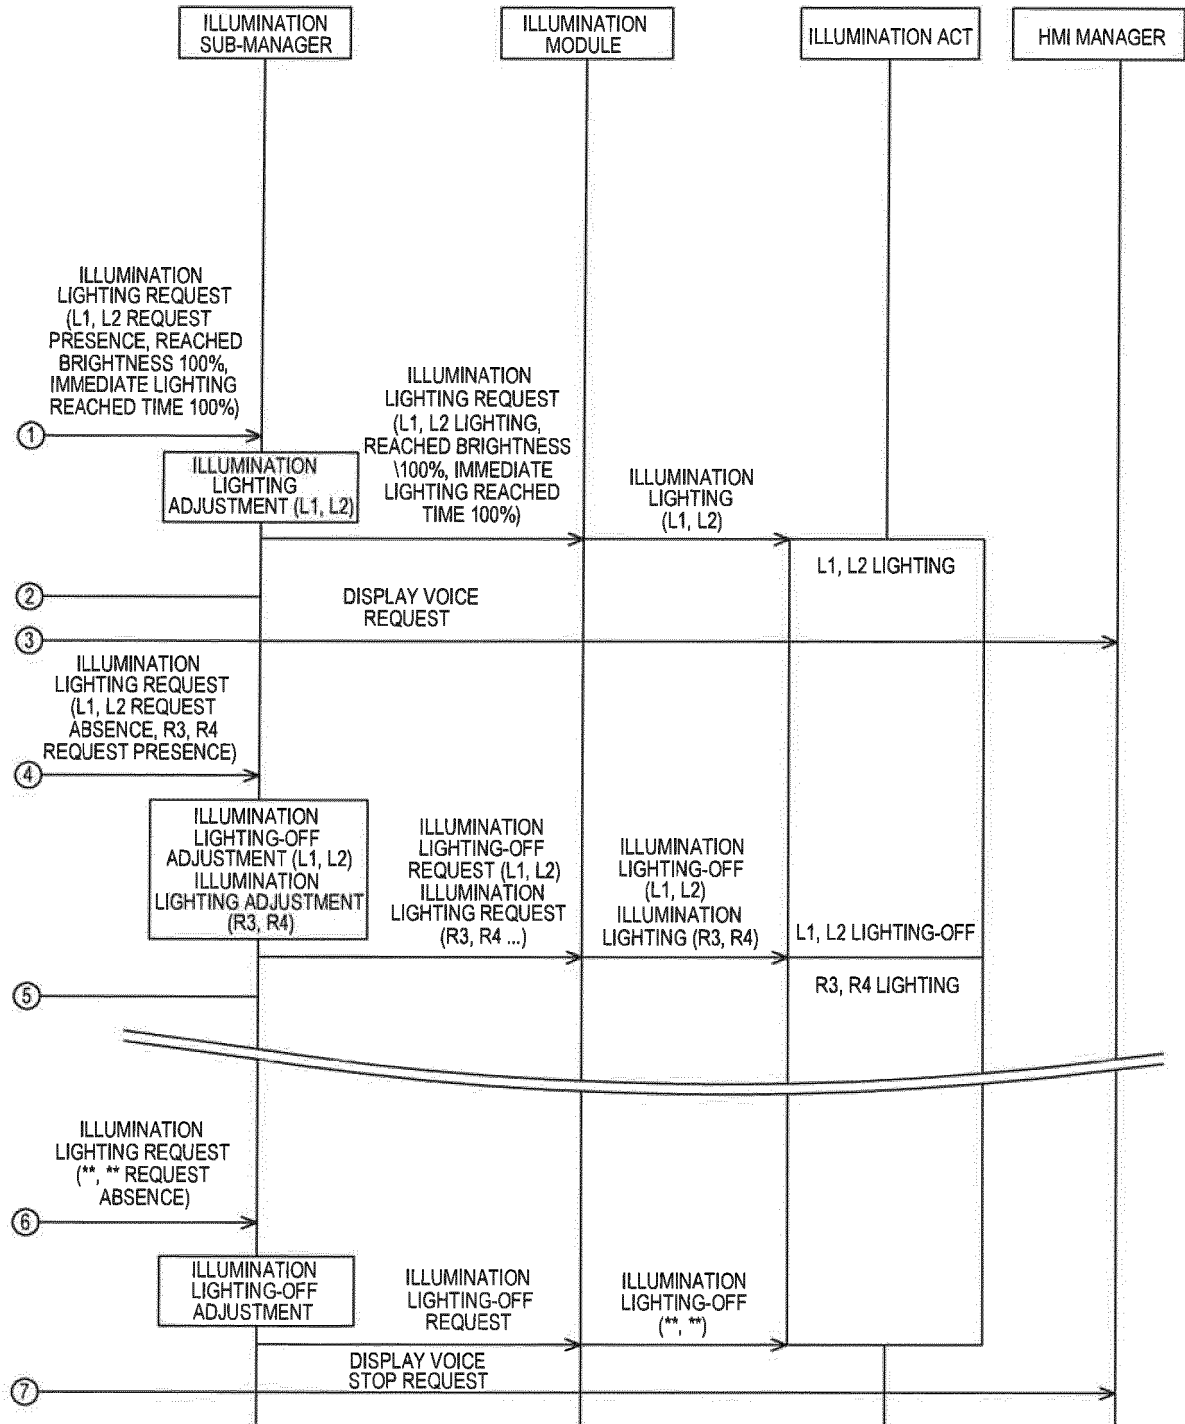 ILLUMINATION
SUB-MANAGER
ILLUMINATION
MODULE
ILLUMINATION ACT
HMI MANAGER
ILLUMINATION
LIGHTING REQUEST
(L1, L2 REQUEST
PRESENCE, REACHED
BRIGHTNESS 100%,
IMMEDIATE LIGHTING
REACHED TIME 100%)
1
ILLUMINATION
LIGHTING REQUEST
(L1, L2 LIGHTING,
REACHED BRIGHTNESS
\100%, IMMEDIATE
LIGHTING REACHED
TIME 100%)
ILLUMINATION
LIGHTING
ADJUSTMENT (L1, L2)
ILLUMINATION
LIGHTING
(L1, L2)
L1, L2 LIGHTING
2
DISPLAY VOICE
REQUEST
3
ILLUMINATION
LIGHTING REQUEST
(L1, L2 REQUEST
ABSENCE, R3, R4
REQUEST PRESENCE)
4
ILLUMINATION
LIGHTING-OFF
ADJUSTMENT (L1, L2)
ILLUMINATION
LIGHTING ADJUSTMENT
(R3, R4)
ILLUMINATION
LIGHTING-OFF
REQUEST (L1, L2)
ILLUMINATION
LIGHTING REQUEST
(R3, R4 ...)
ILLUMINATION
LIGHTING-OFF
(L1, L2)
ILLUMINATION
LIGHTING (R3, R4)
L1, L2 LIGHTING-OFF
R3, R4 LIGHTING
5
ILLUMINATION
LIGHTING REQUEST
(**, ** REQUEST
ABSENCE)
6
ILLUMINATION
LIGHTING-OFF
ADJUSTMENT
ILLUMINATION
LIGHTING-OFF
REQUEST
ILLUMINATION
LIGHTING-OFF
(**, **)
DISPLAY VOICE
STOP REQUEST
7